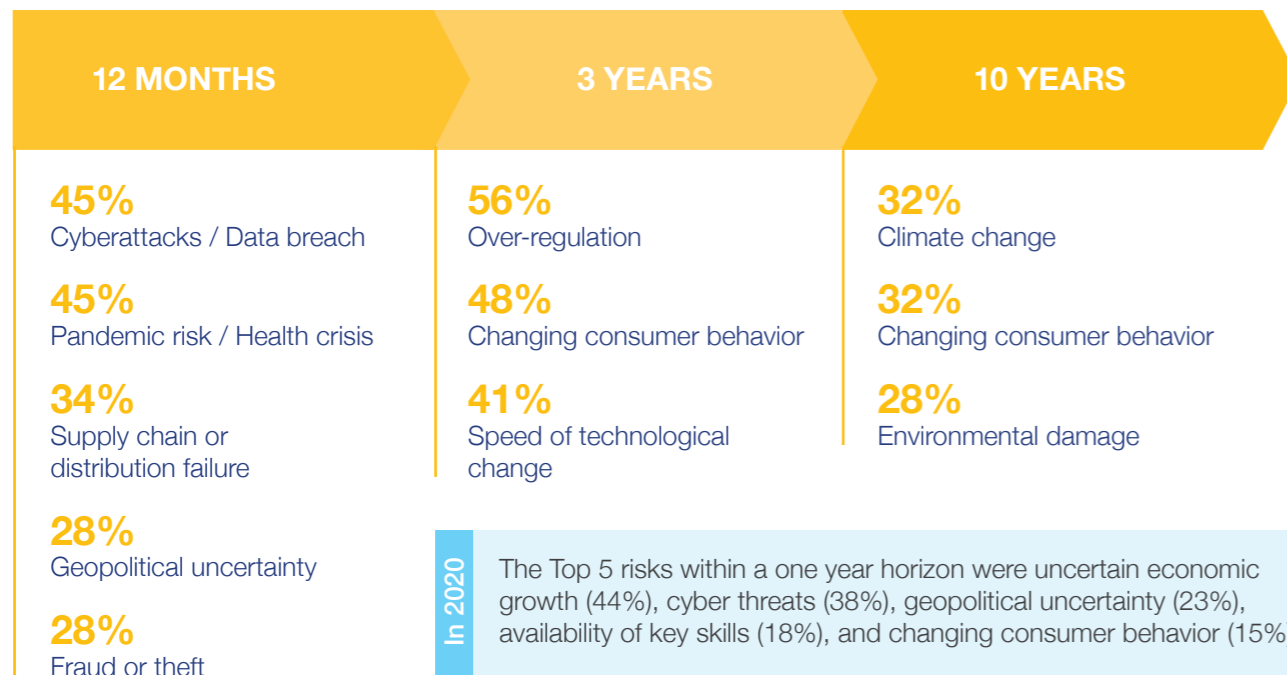 12 MONTHS
3 YEARS
10 YEARS
45%
Cyberattacks / Data breach
45%
Pandemic risk / Health crisis
34%
Supply chain or
distribution failure
28%
Geopolitical uncertainty
28%
Fraud or theft
56%
Over-regulation
48%
Changing consumer behavior
41%
Speed of technological
change
32%
Climate change
32%
Changing consumer behavior
28%
Environmental damage
In 2020
The Top 5 risks within a one year horizon were uncertain economic
growth (44%), cyber threats (38%), geopolitical uncertainty (23%),
availability of key skills (18%), and changing consumer behavior (15%